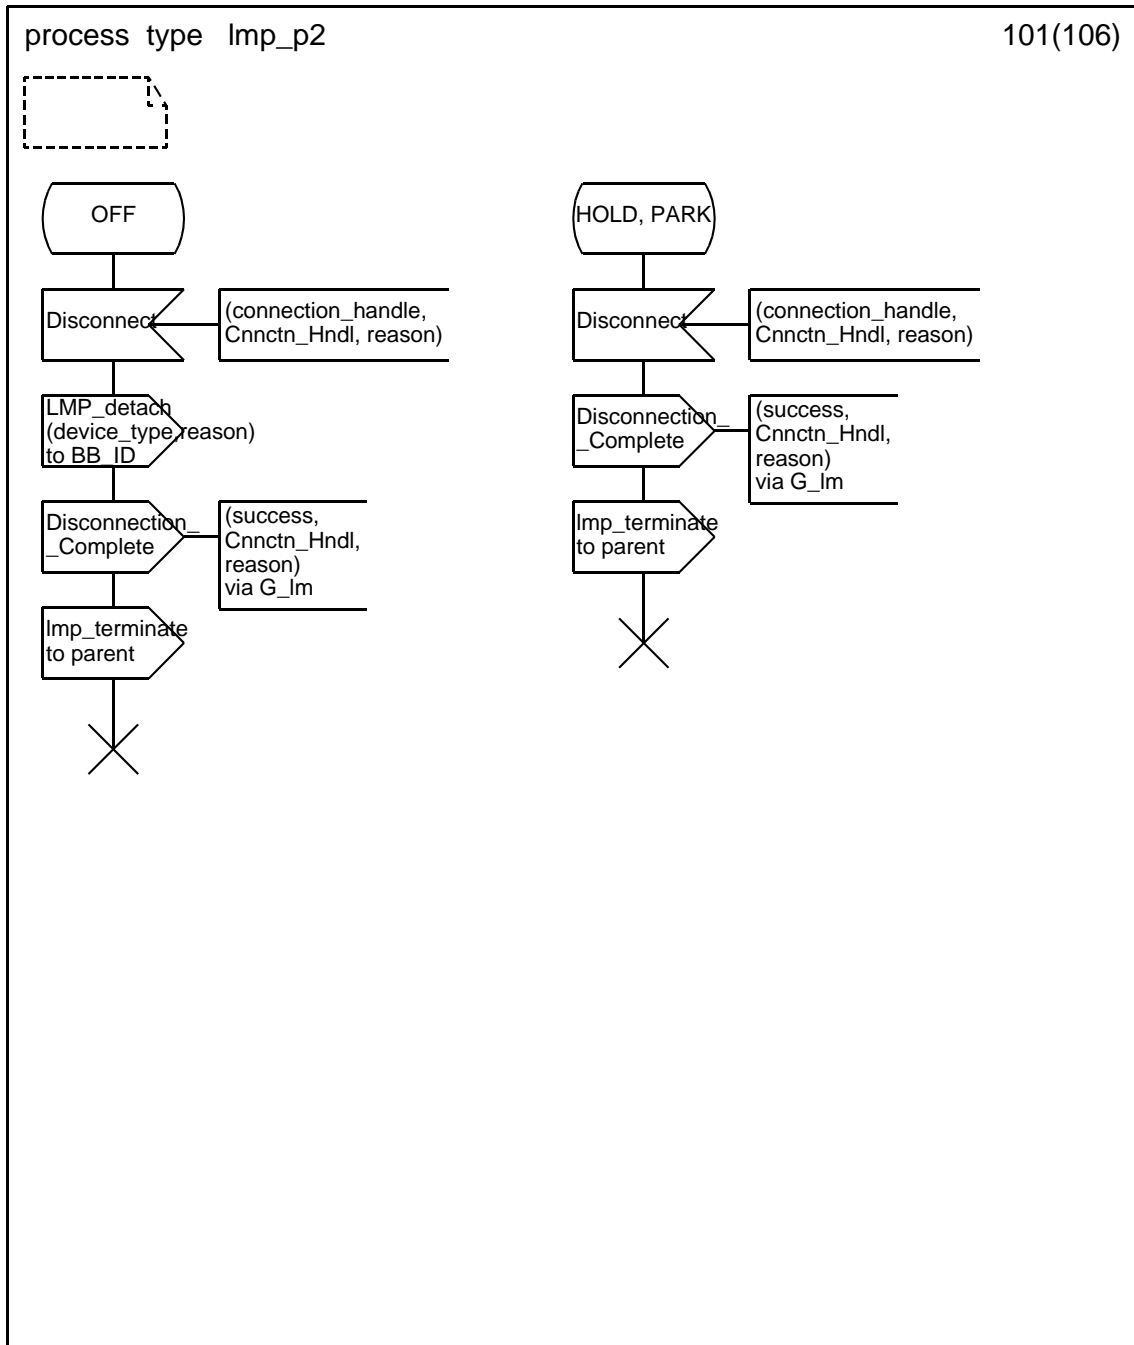 process type lmp_p2
101(106)
OFF
Disconnect
(connection_handle,
Cnnctn_Hndl, reason)
LMP_detach
(device_type,reason)
to BB_ID
Disconnection_
_Complete
(success,
Cnnctn_Hndl,
reason)
via G_lm
lmp_terminate
to parent
HOLD, PARK
Disconnect
(connection_handle,
Cnnctn_Hndl, reason)
Disconnection_
_Complete
(success,
Cnnctn_Hndl,
reason)
via G_lm
lmp_terminate
to parent